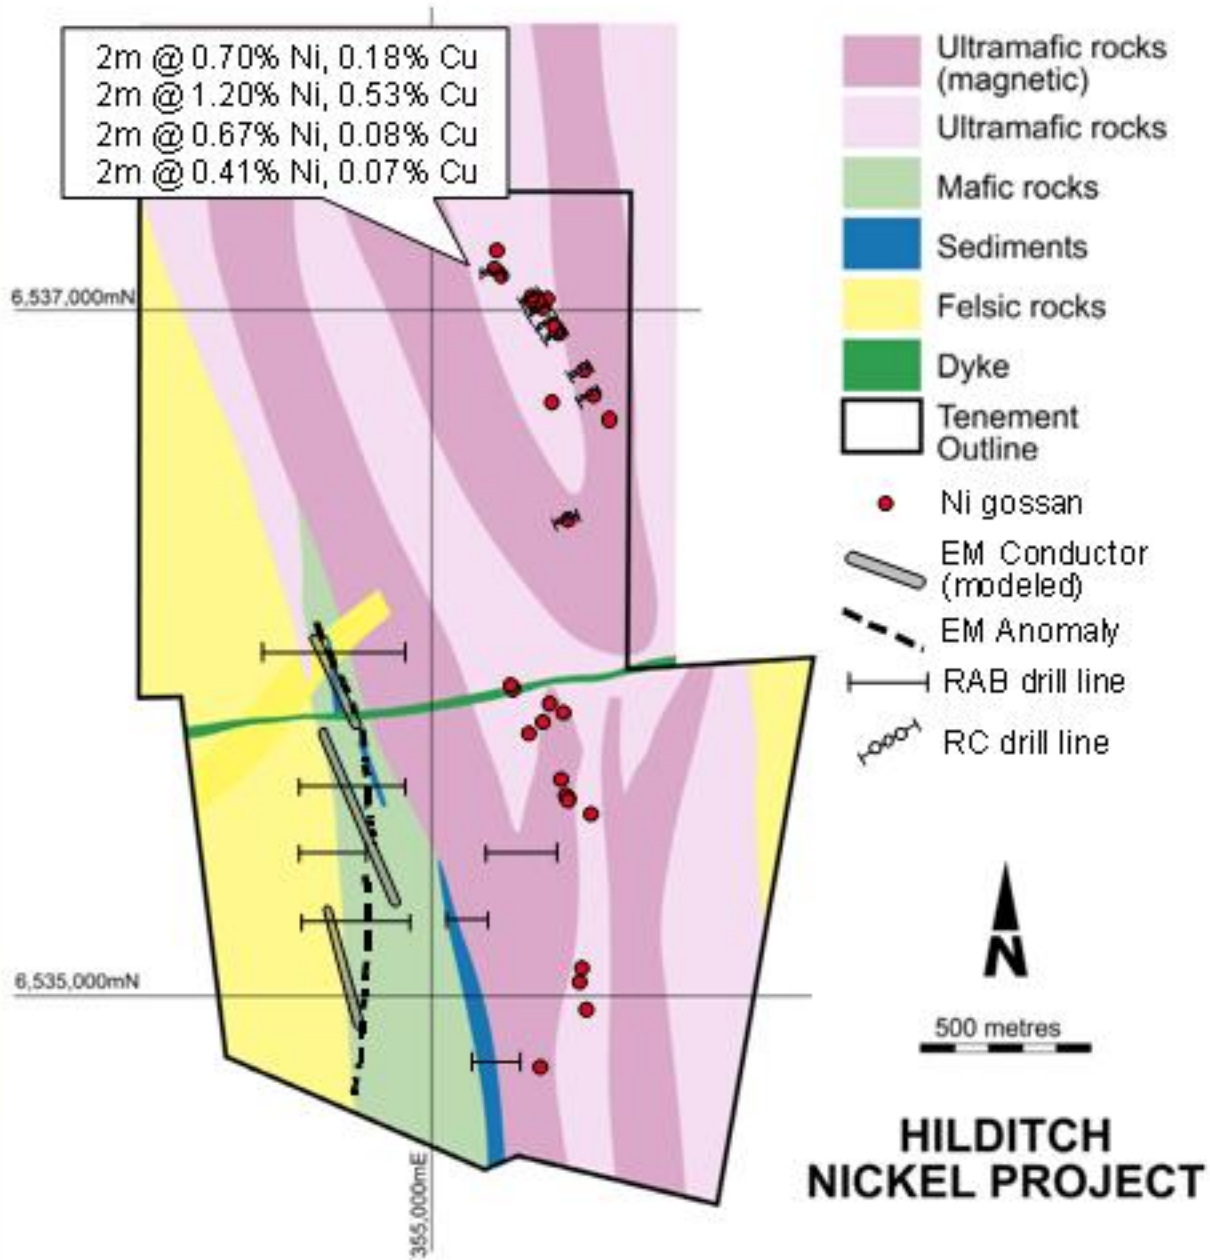 2m @ 0.70% Ni, 0.18% Cu
2m @ 1.20% Ni, 0.53% Cu
2m @ 0.67% Ni, 0.08% Cu
2m @ 0.41% Ni, 0.07% Cu
6,537,000mN
6,535,000mN
355,000mE
Ultramafic rocks
(magnetic)
Ultramafic rocks
Mafic rocks
Sediments
Felsic rocks
Dyke
Tenement
Outline
Ni gossan
EM Conductor
(modeled)
EM Anomaly
RAB drill line
RC drill line
N
500 metres
HILDITCH
NICKEL PROJECT